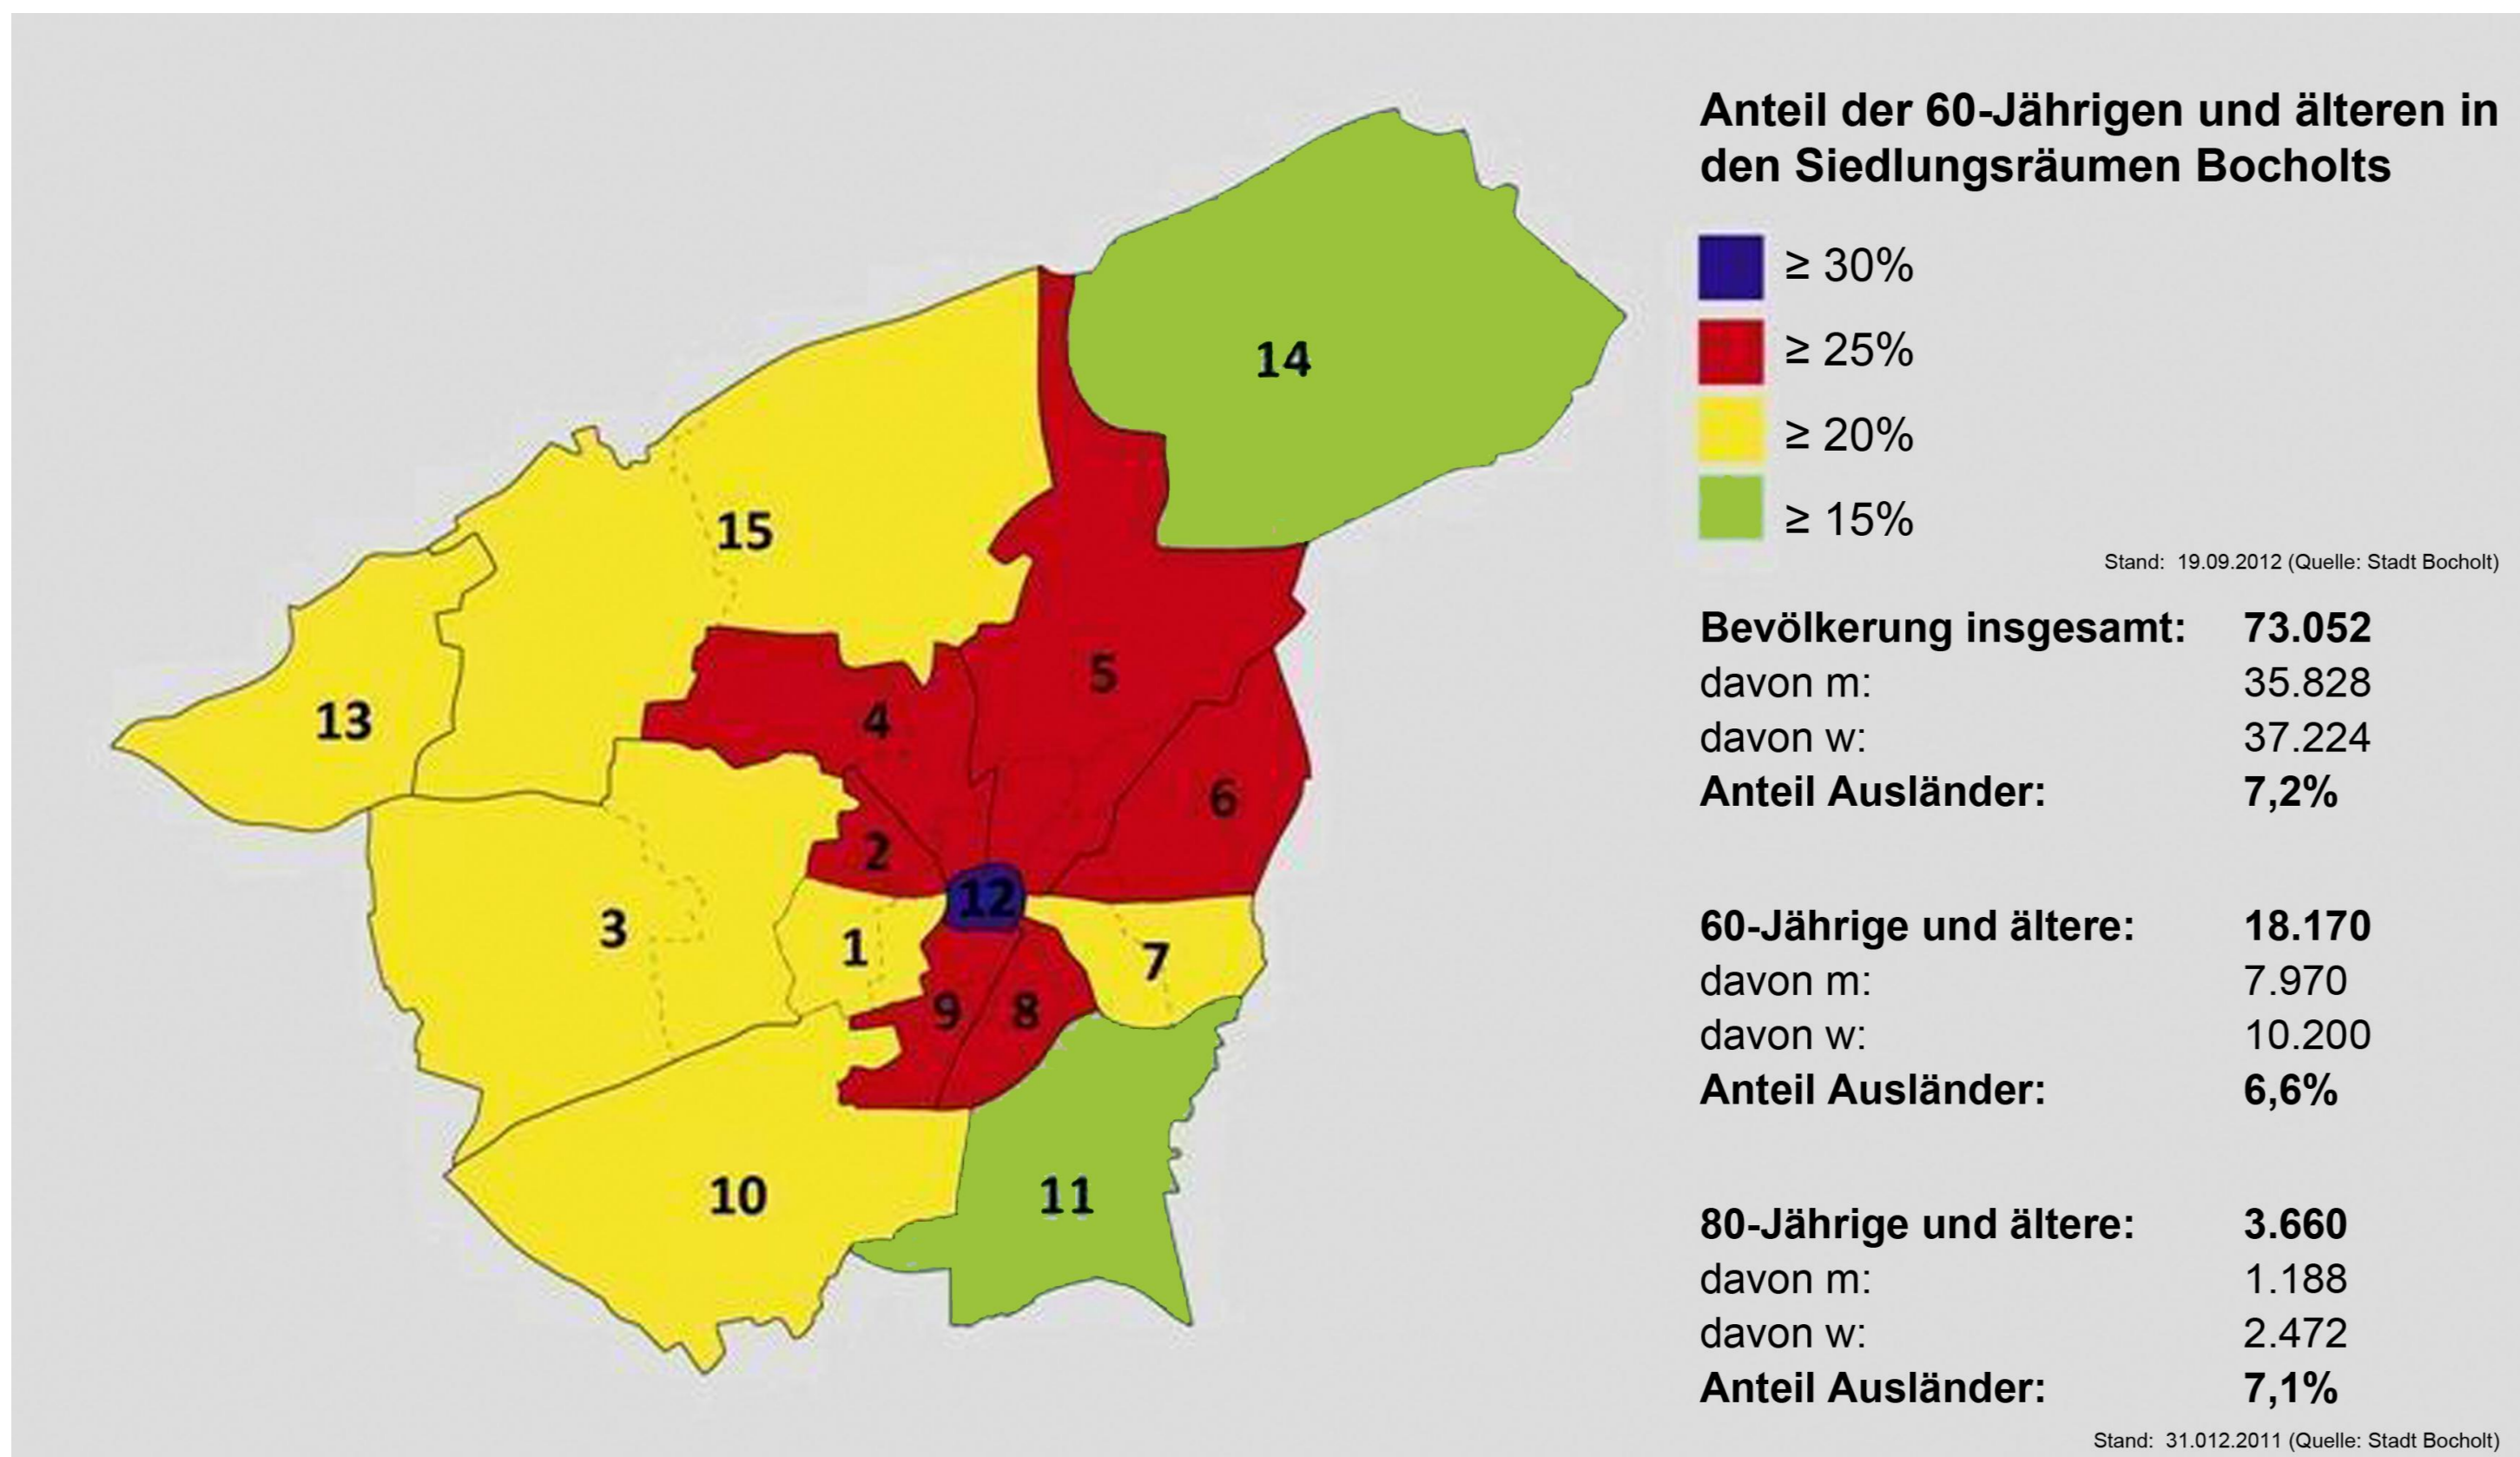 Anteil der 60-Jährigen und älteren in
den Siedlungsräumen Bocholts
≥ 30%
≥ 25%
≥ 20%
≥ 15%
Stand: 19.09.2012 (Quelle: Stadt Bocholt)
14
15
5
13
4
6
2
12
3
1
7
9
8
10
11
Bevölkerung insgesamt: 73.052
davon m: 35.828
davon w: 37.224
Anteil Ausländer: 7,2%
60-Jährige und ältere: 18.170
davon m: 7.970
davon w: 10.200
Anteil Ausländer: 6,6%
80-Jährige und ältere: 3.660
davon m: 1.188
davon w: 2.472
Anteil Ausländer: 7,1%
Stand: 31.012.2011 (Quelle: Stadt Bocholt)